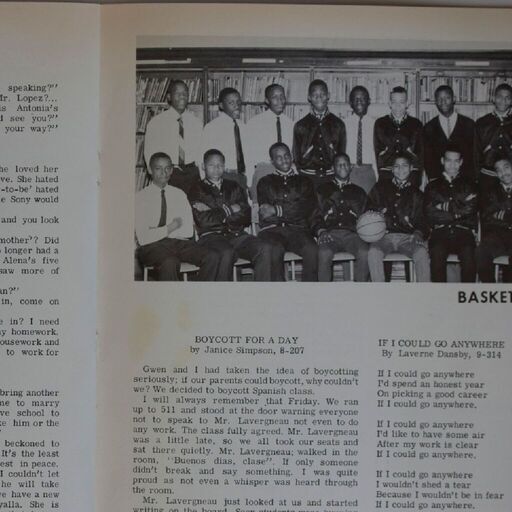 speaking?"
Mr. Lopez?...
is Antonia's
I see you?"
your way?"
he loved her
ve. She hated
-to-be' hated
e Sony would
and you look
mother"? Did
o longer had a
Alena's five
saw more of
an?"
in, come on
e in? I need
my homework.
ousework and
to work for
bring another
me to marry
ve school to
ke him or the
beckoned to
It's the least
est in peace.
I couldn't let
he will take
ve have a new
yalla. She is
BASKET
BOYCOTT FOR A DAY
by Janice Simpson, 8-207
Gwen and I had taken the idea of boycotting
seriously; if our parents could boycott, why couldn't
we? We decided to boycott Spanish class.
I will always remember that Friday. We ran
up to 511 and stood at the door warning everyone
not to speak to Mr. Lavergneau not even to do
any work. The class fully agreed. Mr. Lavergneau
was a little late, so we all took our seats and
sat there quietly. Mr. Lavergneau; walked in the
room, "Buenos dias, clase". If only someone
didn't break and say something. I was quite
proud as not even a whisper was heard through
the room.
Mr. Lavergneau just looked at us and started
writing on the board.
IF I COULD GO ANYWHERE
By Laverne Dansby, 9-314
If I could go anywhere
I'd spend an honest year
On picking a good career
If I could go anywhere.
If I could go anywhere
I'd like to have some air
After my work is clear
If I could go anywhere.
If I could go anywhere
I wouldn't shed a tear
Because I wouldn't be in fear
If I could go anywhere.